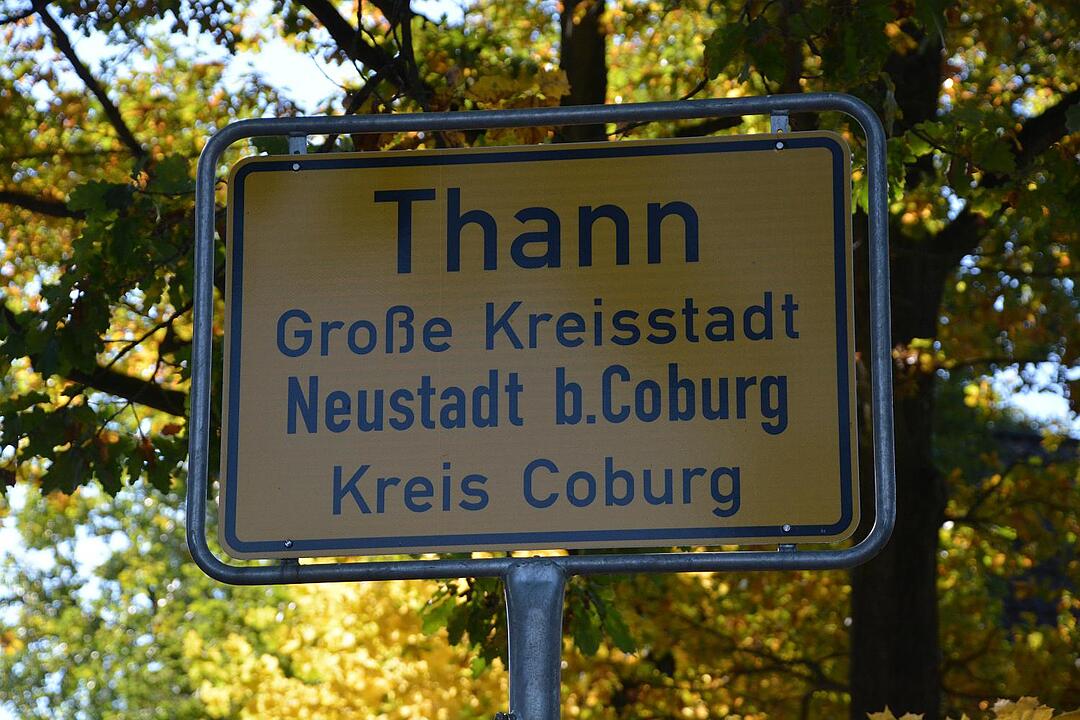 Thann
Große Kreisstadt
Neustadt b.Coburg
Kreis Coburg